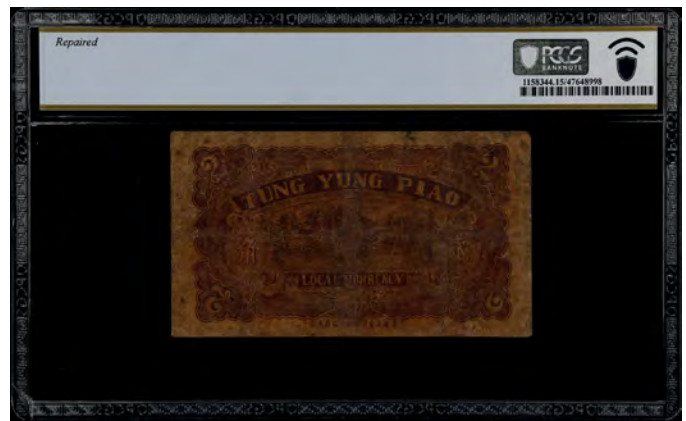 Repaired
PCGS
BANKNOTE
1158344.15/47648998
TUNG YUNG PIAO
LOCAL CURRENCY